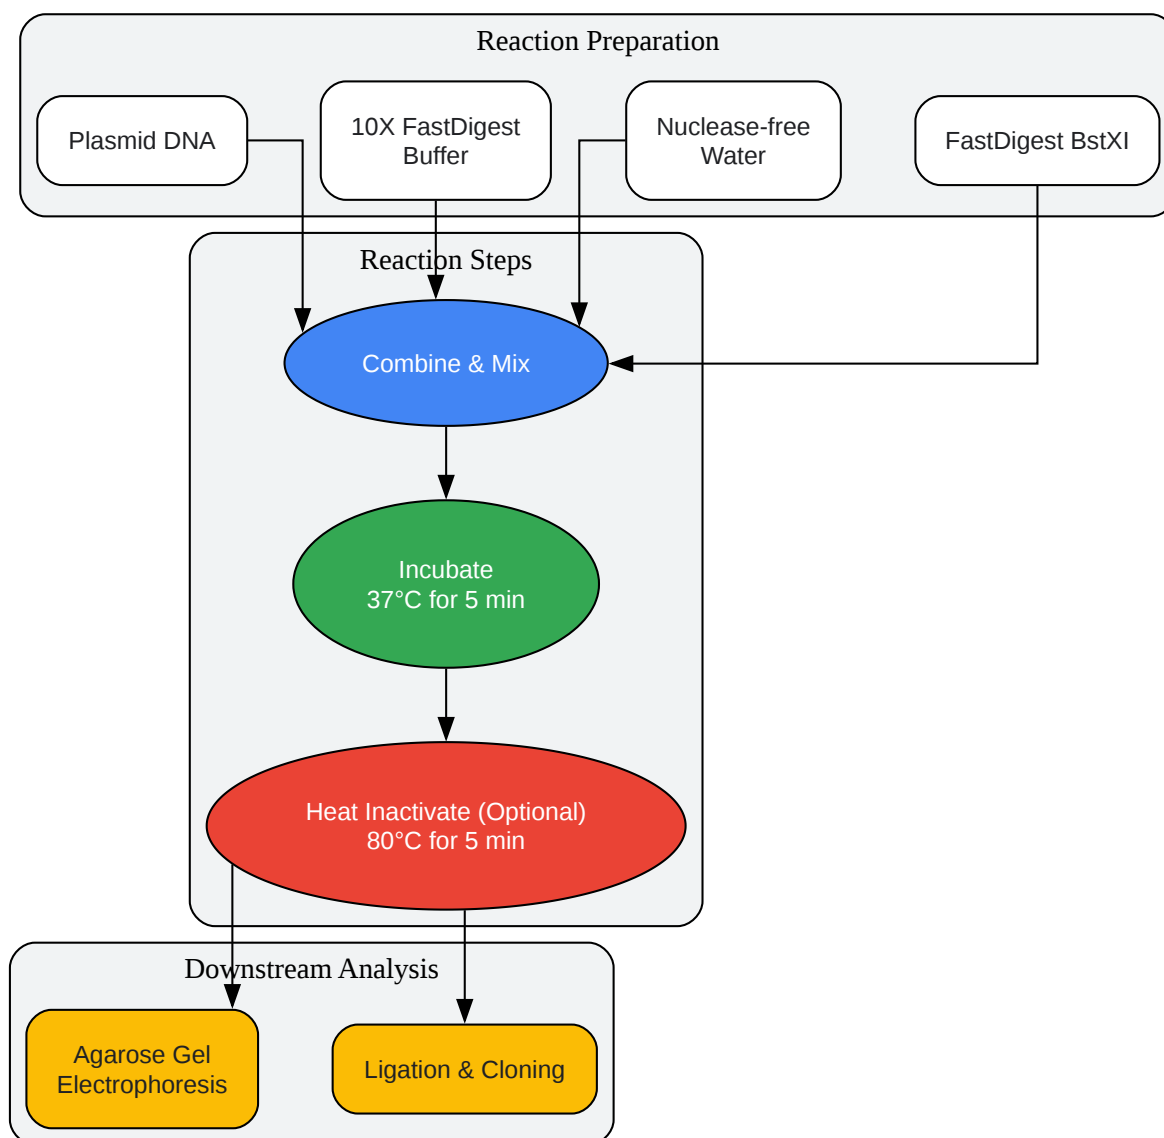 Reaction Preparation
Plasmid DNA
10X FastDigest
Buffer
Nuclease-free
Water
FastDigest BstXI
Reaction Steps
Combine & Mix
Incubate
37°C for 5 min
Heat Inactivate (Optional)
80°C for 5 min
Downstream Analysis
Agarose Gel
Electrophoresis
Ligation & Cloning